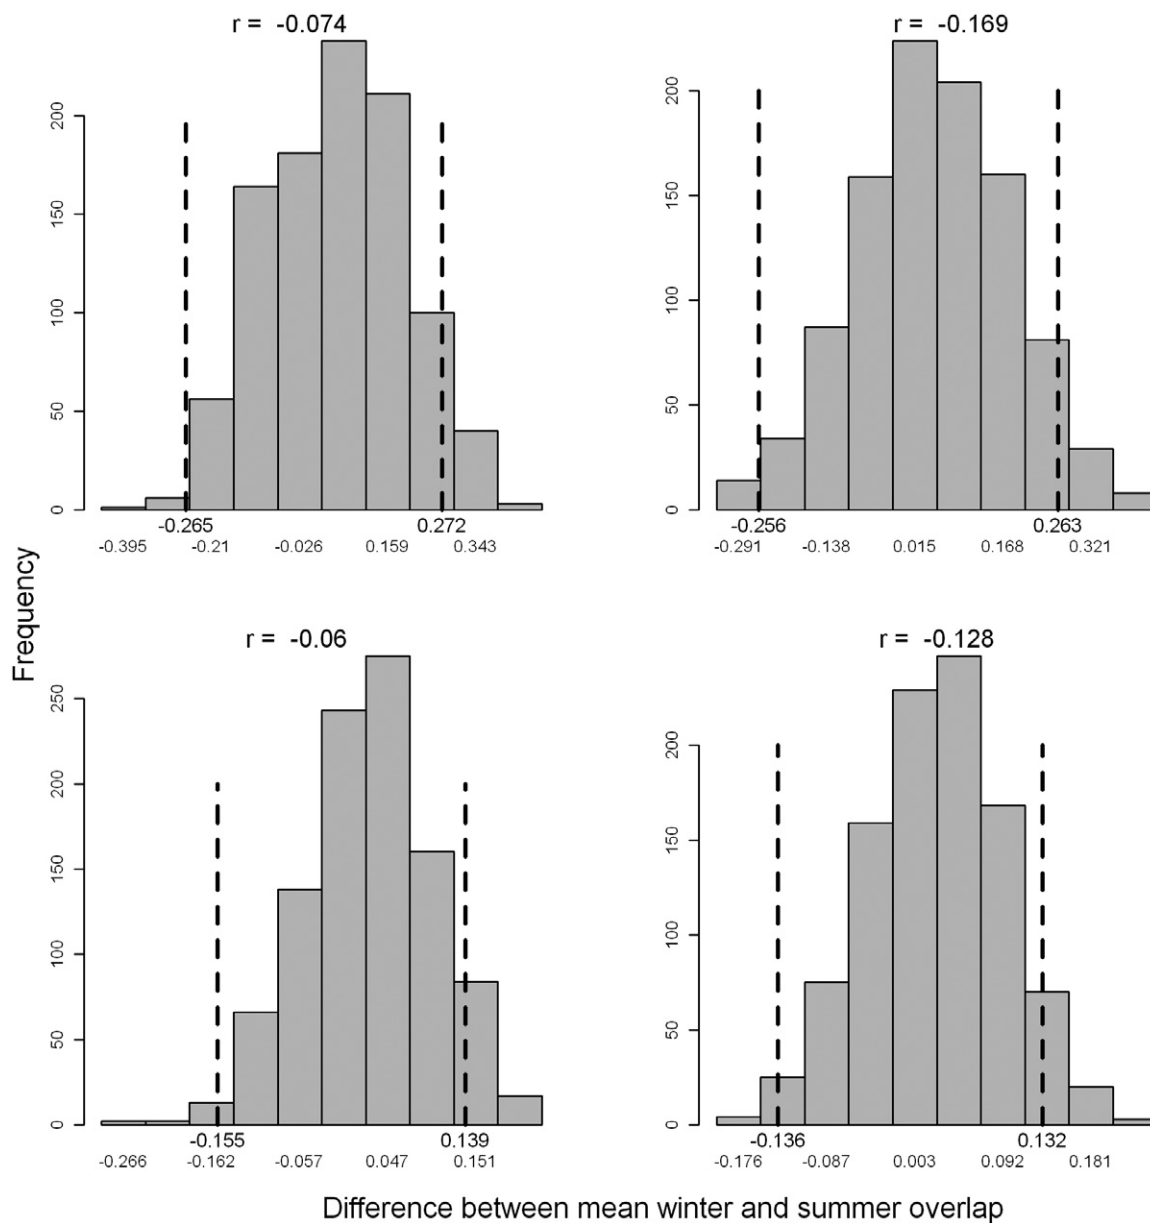 r = -0.074
200
150
100
50
0
-0.265
0.272
-0.395 -0.21 -0.026 0.159 0.343
r = -0.169
200
150
100
50
0
-0.256
0.263
-0.291 -0.138 0.015 0.168 0.321
Frequency
r = -0.06
250
200
150
100
50
0
-0.155
0.139
-0.266 -0.162 -0.057 0.047 0.151
r = -0.128
200
150
100
50
0
-0.136
0.132
-0.176 -0.087 0.003 0.092 0.181
Difference between mean winter and summer overlap